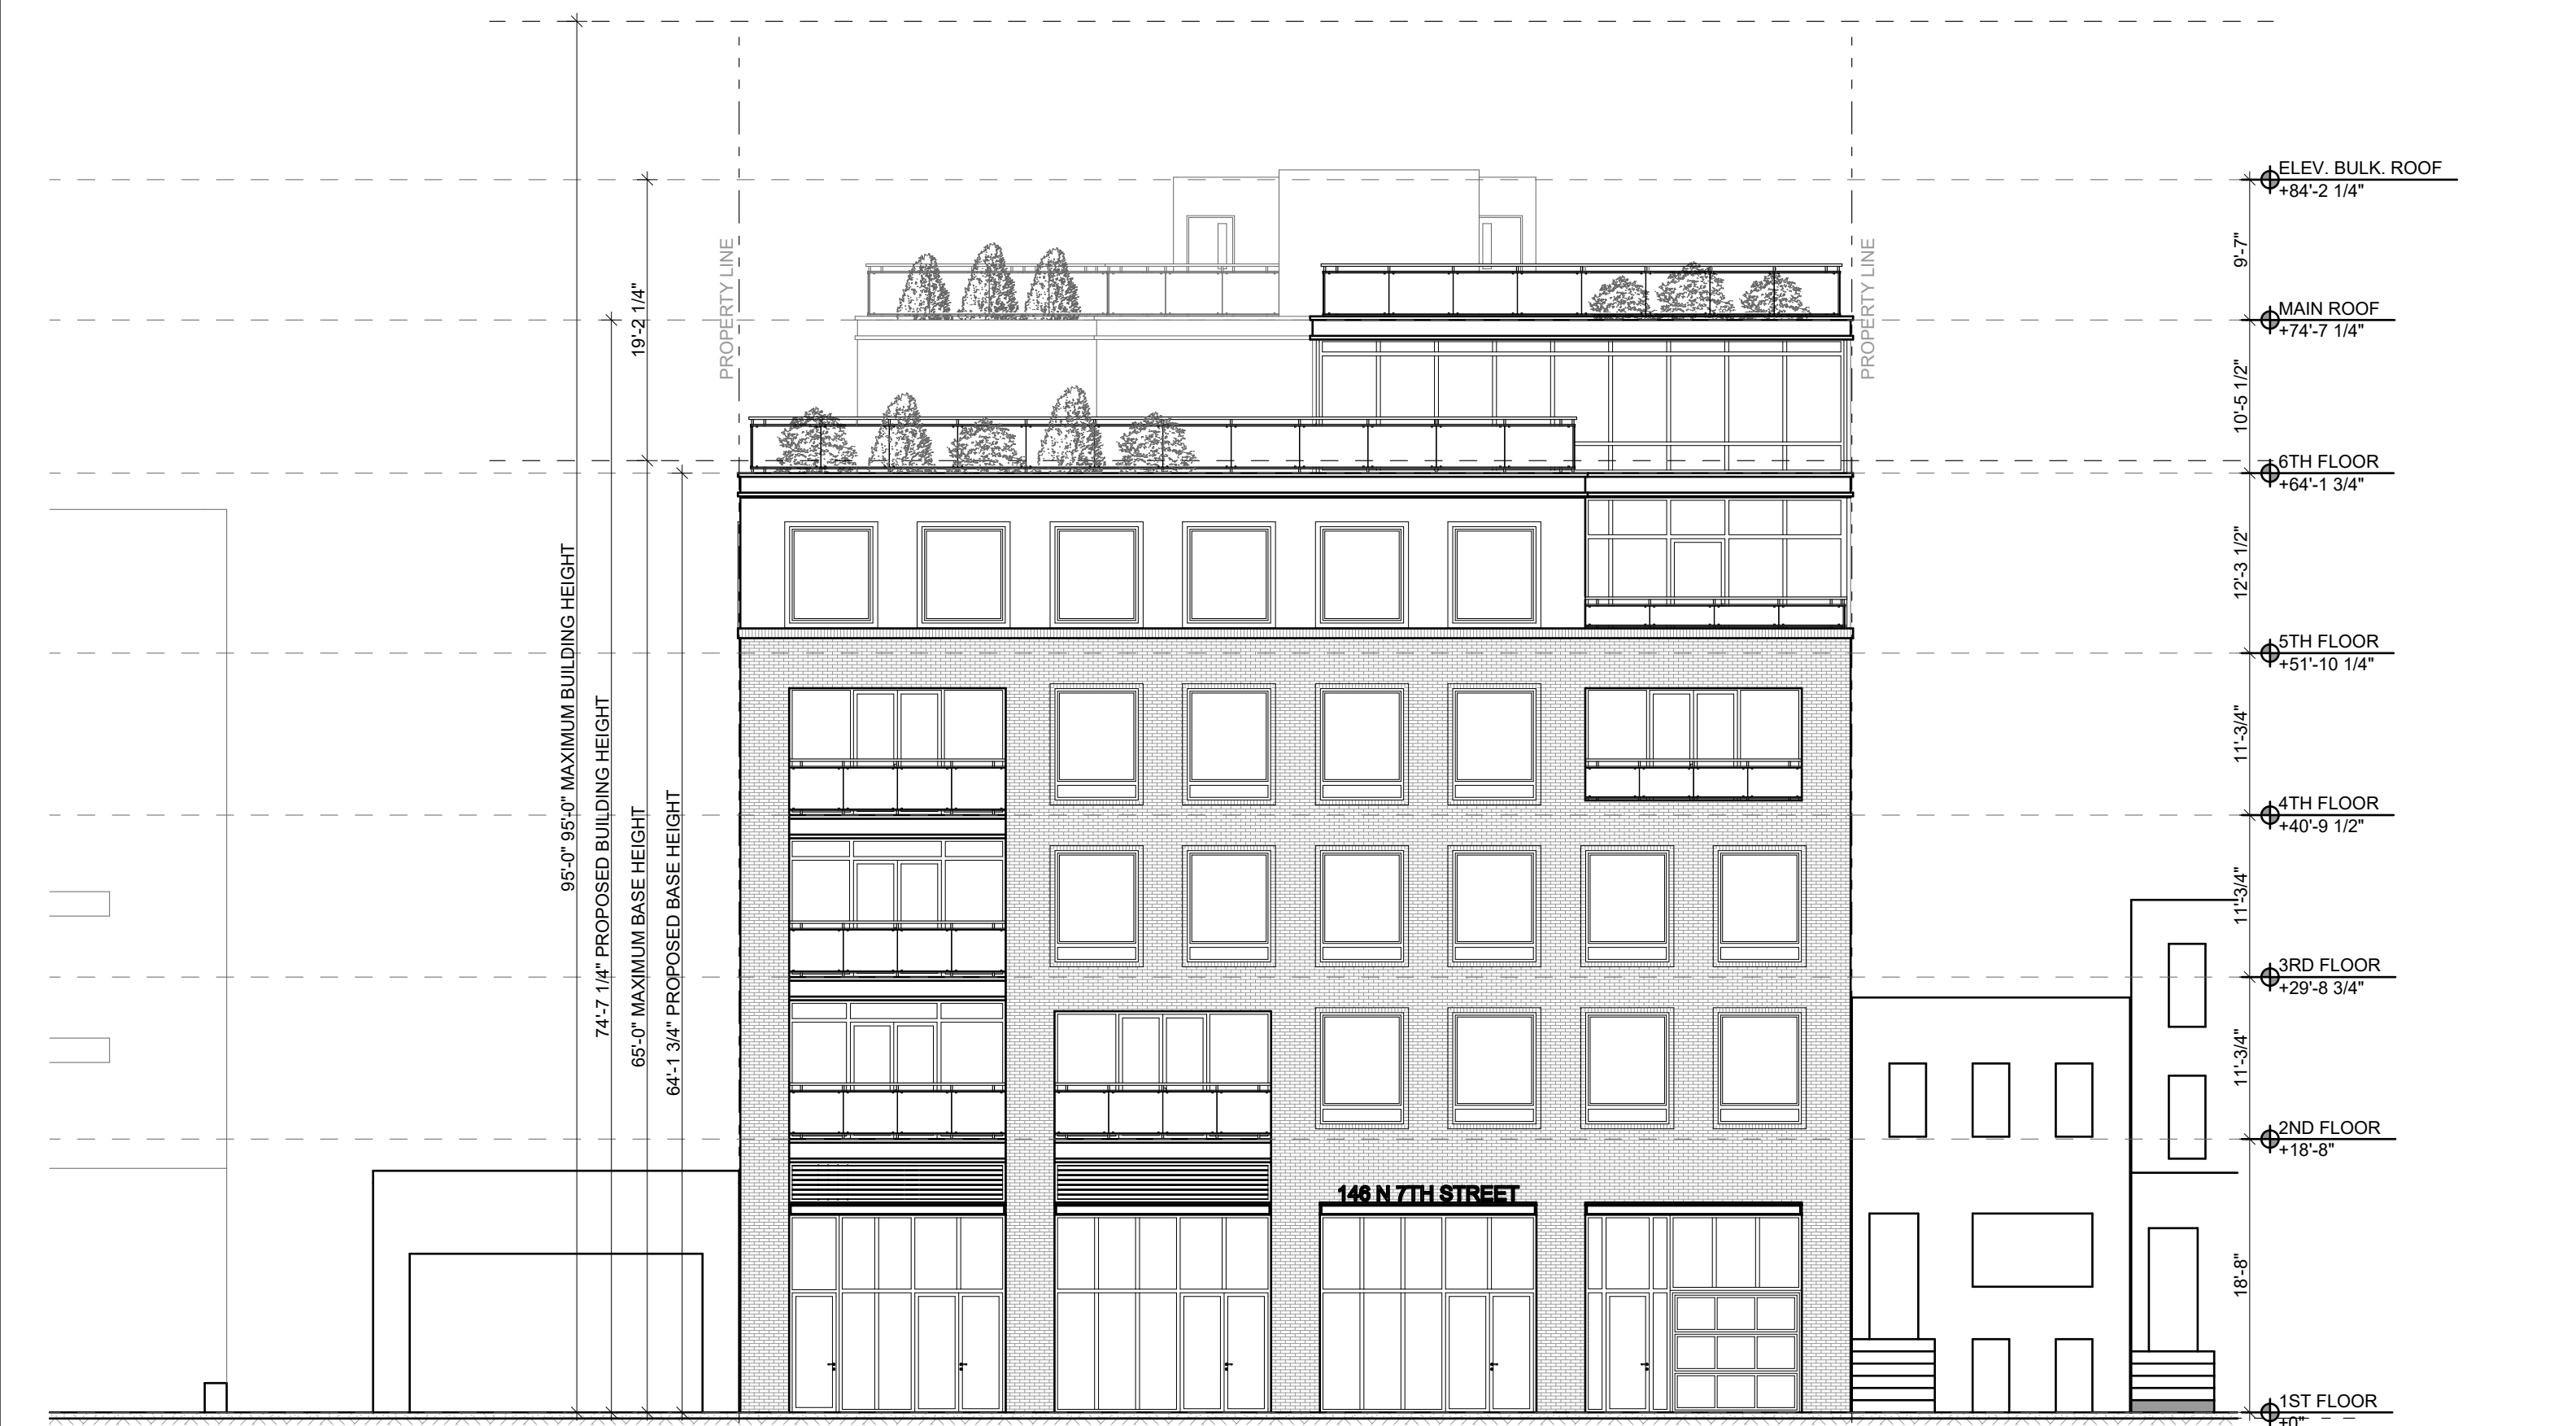 ELEV. BULK. ROOF
+84'-2 1/4"
9'-7"
MAIN ROOF
+74'-7 1/4"
10'-5 1/2"
6TH FLOOR
+64'-1 3/4"
12'-3 1/2"
5TH FLOOR
+51'-10 1/4"
11'-3/4"
4TH FLOOR
+40'-9 1/2"
11'-3/4"
3RD FLOOR
+29'-8 3/4"
11'-3/4"
2ND FLOOR
+18'-8"
18'-8"
1ST FLOOR
+0"
PROPERTY LINE
PROPERTY LINE
19'-2 1/4"
95'-0" 95'-0" MAXIMUM BUILDING HEIGHT
74'-7 1/4" PROPOSED BUILDING HEIGHT
65'-0" MAXIMUM BASE HEIGHT
64'-1 3/4" PROPOSED BASE HEIGHT
146 N 7TH STREET